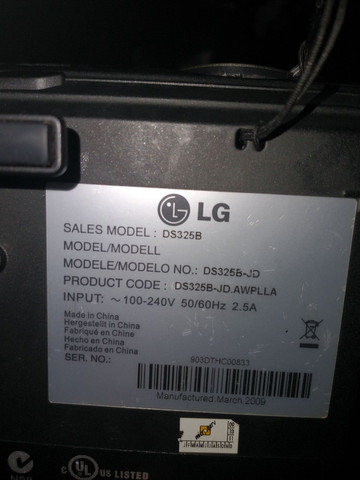 LG
SALES MODEL : DS325B
MODEL/MODELL
MODELE/MODELO NO.: DS325B-JD
PRODUCT CODE : DS325B-JD.AWPLLA
INPUT: ~ 100-240V 50/60Hz 2.5A
Made in China
Hergestellt in China
Fabriqué en Chine
Hecho en China
Fabricado en China
SER. NO.:
903DTHC00833
Manufactured: March 2009
c UL US LISTED